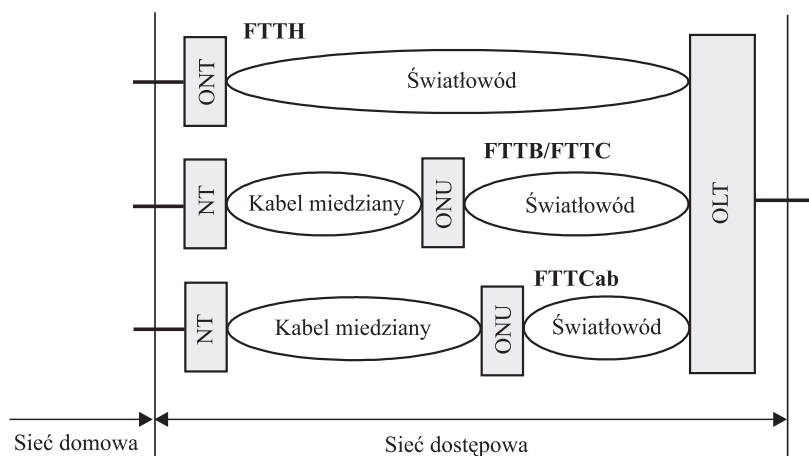 FTTH
ONT
Światłowód
OLT
FTTB/FTTC
NT
Kabel miedziany
ONU
Światłowód
FTTCab
NT
Kabel miedziany
ONU
Światłowód
Sieć domowa
Sieć dostępowa